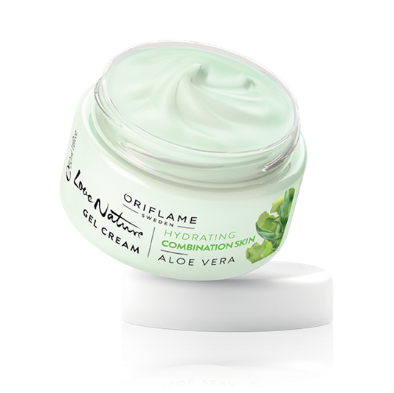 Love Nature
GEL CREAM
ORIFLAME
SWEDEN
HYDRATING
COMBINATION SKIN
ALOE VERA